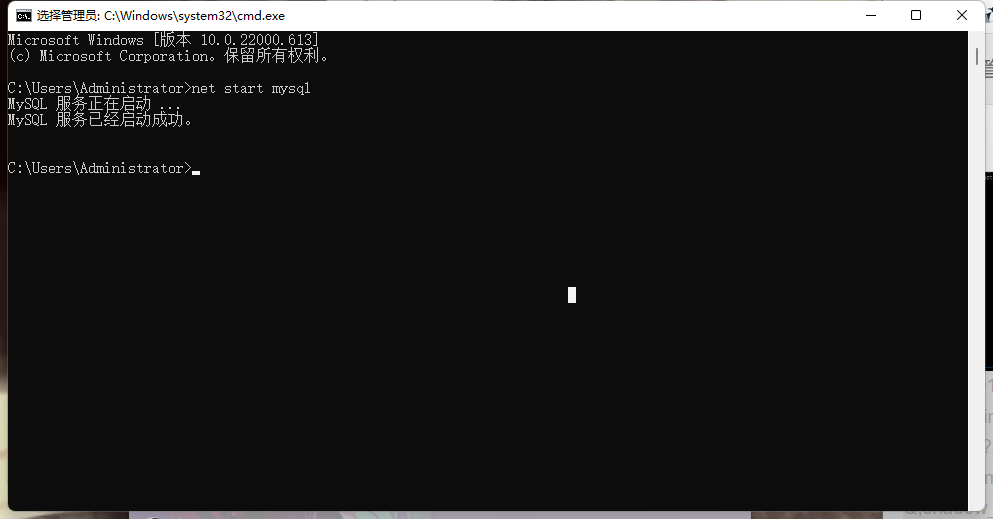 选择管理员: C:\Windows\system32\cmd.exe
Microsoft Windows [版本 10.0.22000.613]
(c) Microsoft Corporation。保留所有权利。
C:\Users\Administrator>net start mysql
MySQL 服务正在启动 ...
MySQL 服务已经启动成功。
C:\Users\Administrator>